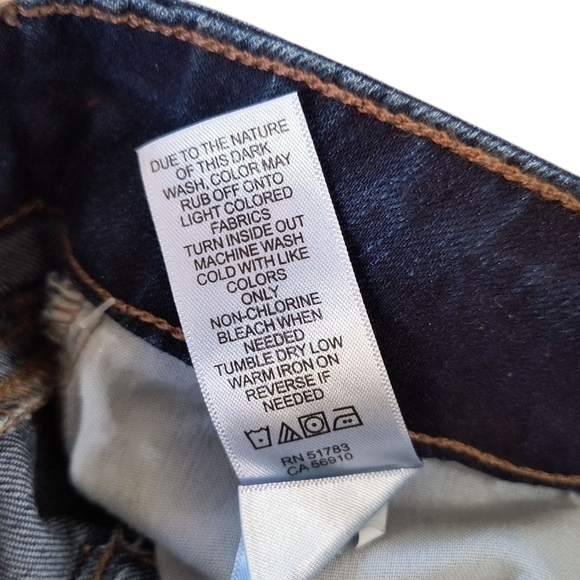 DUE TO THE NATURE
OF THIS DARK
WASH, COLOR MAY
RUB OFF ONTO
LIGHT COLORED
FABRICS
TURN INSIDE OUT
MACHINE WASH
COLD WITH LIKE
COLORS
ONLY
NON-CHLORINE
BLEACH WHEN
NEEDED
TUMBLE DRY LOW
WARM IRON ON
REVERSE IF
NEEDED
RN 51783
CA 56910